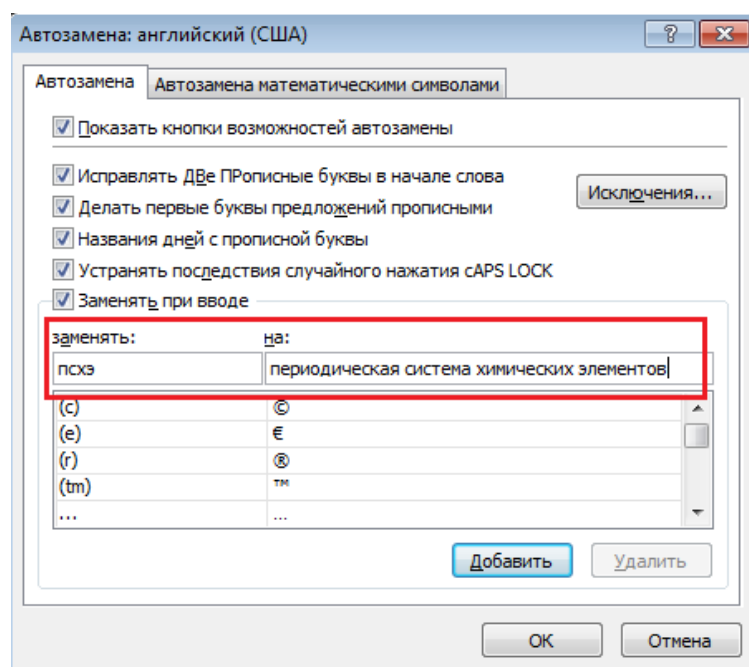 Автозамена: английский (США)
Автозамена Автозамена математическими символами
Показать кнопки возможностей автозамены
Исправлять ДВе ПРописные буквы в начале слова
Исключения...
Делать первые буквы предложений прописными
Названия дней с прописной буквы
Устранять последствия случайного нажатия cAPS LOCK
Заменять при вводе
заменять: на:
псхэ периодическая система химических элементов
(c) ©
(e) €
(r) ®
(tm) ™
... …
Добавить Удалить
ОК Отмена